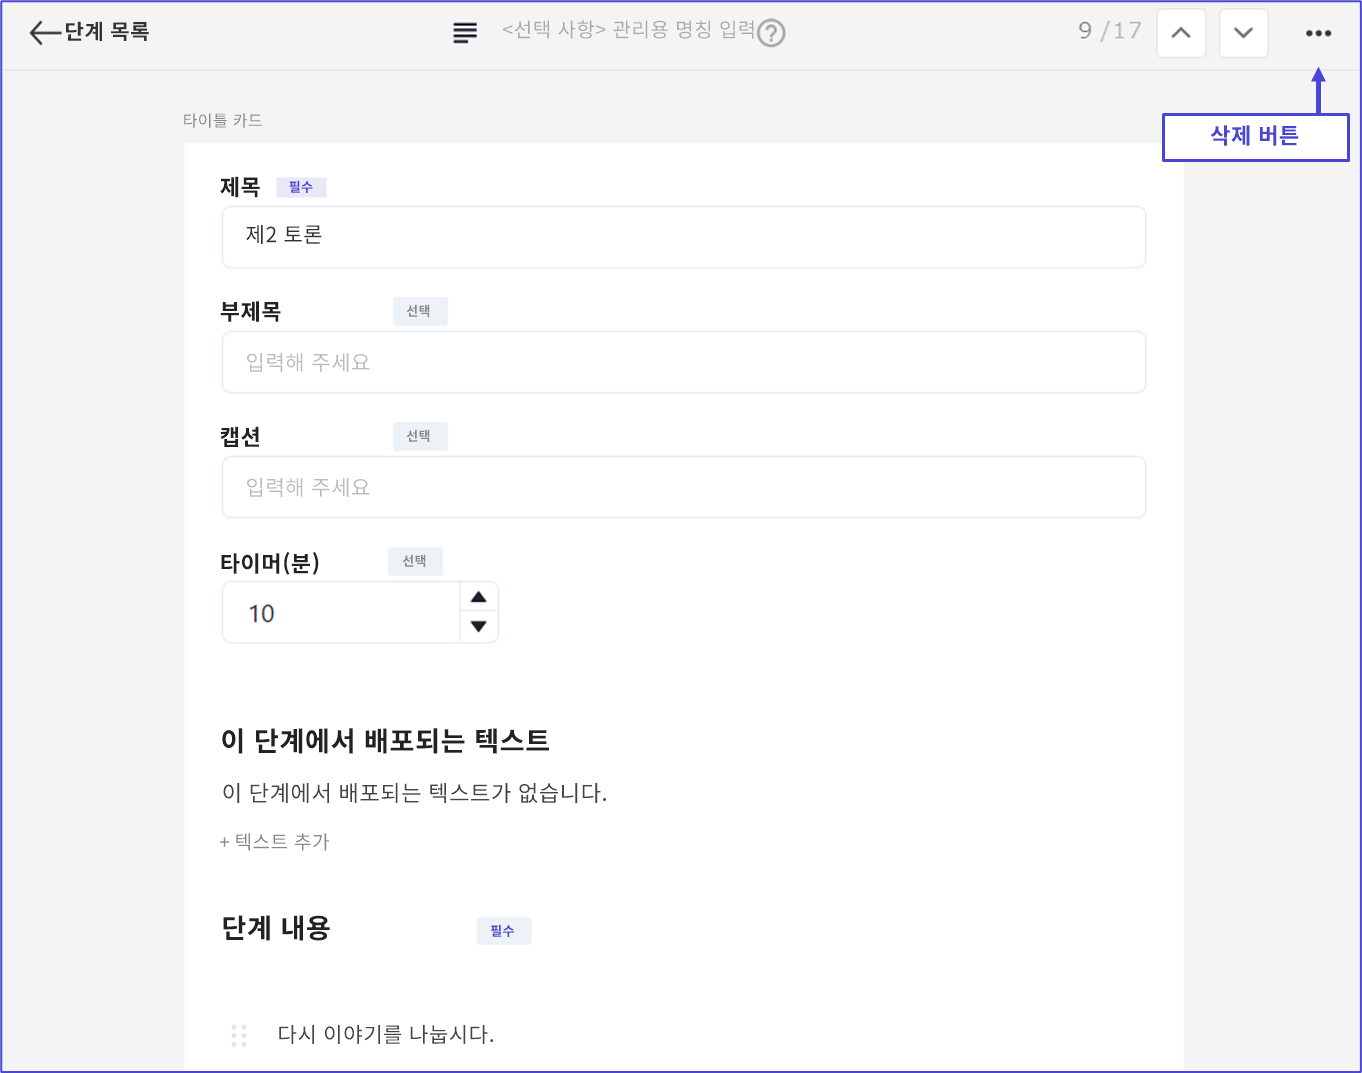 단계 목록
<선택 사항> 관리용 명칭 입력 ?
9 /17
삭제 버튼
타이틀 카드
제목 필수
제2 토론
부제목 선택
입력해 주세요
캡션 선택
입력해 주세요
타이머(분) 선택
10
이 단계에서 배포되는 텍스트
이 단계에서 배포되는 텍스트가 없습니다.
+ 텍스트 추가
단계 내용 필수
다시 이야기를 나눕시다.